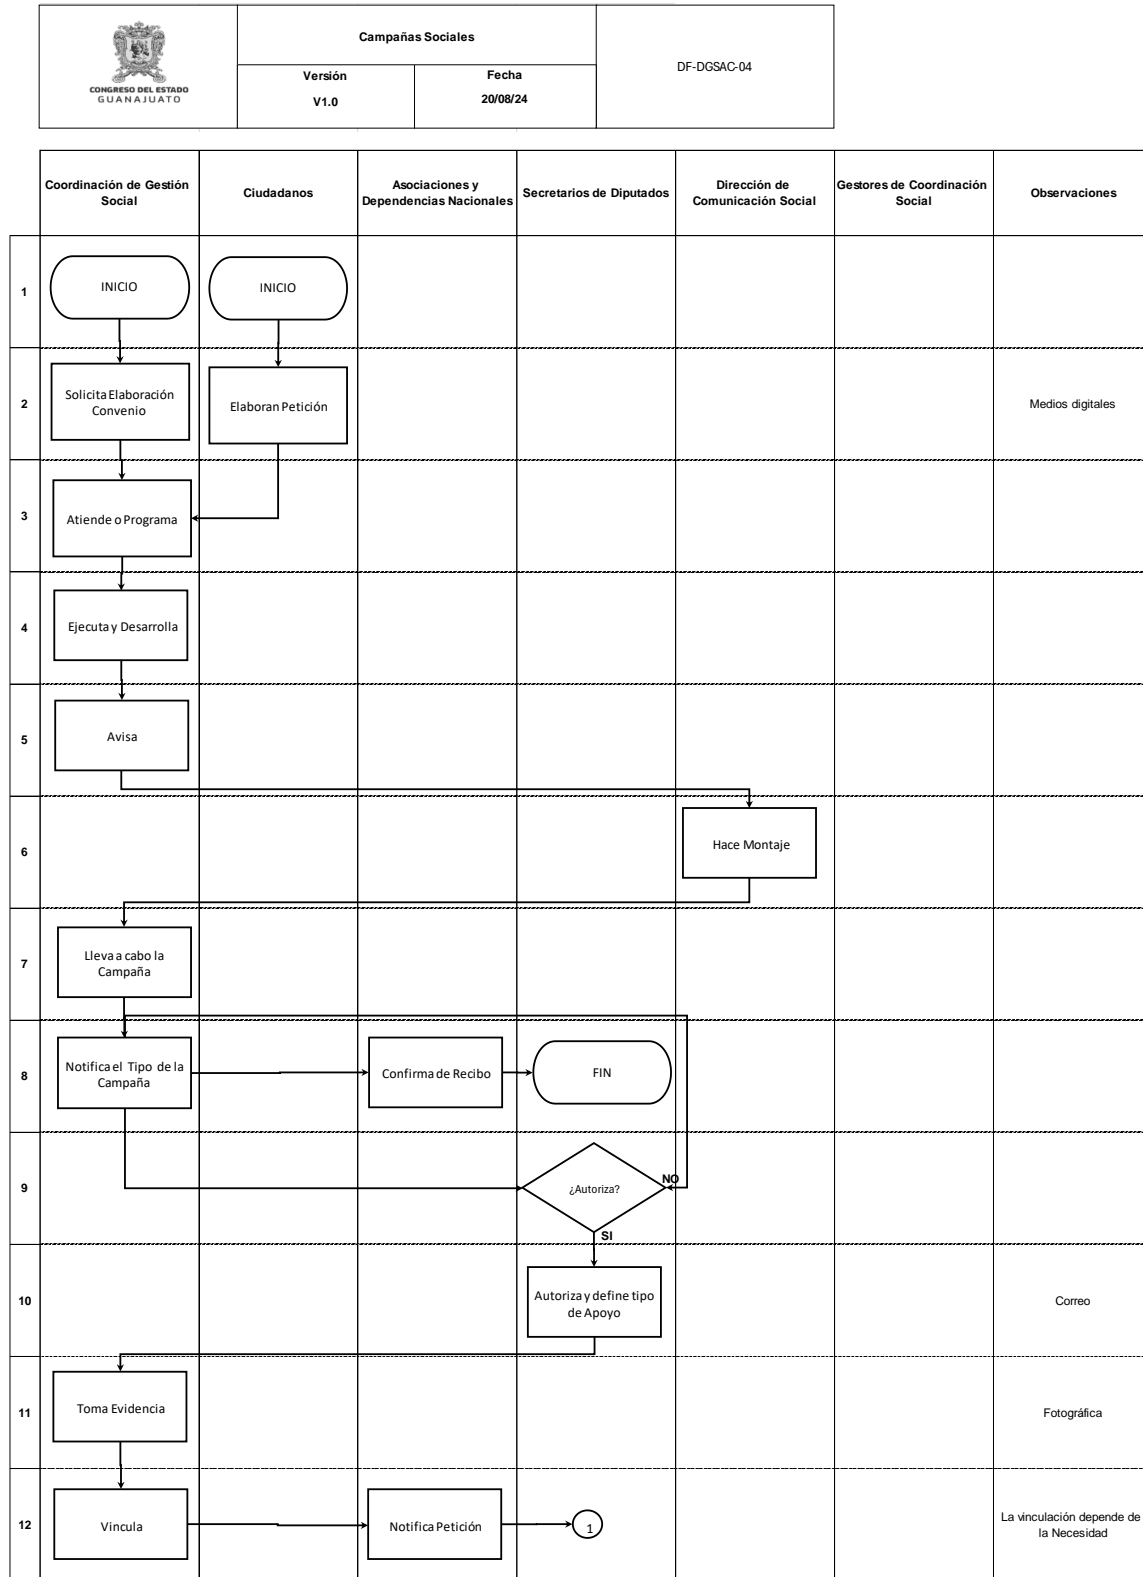 CONGRESO DEL ESTADO
GUANAJUATO
Campañas Sociales
Versión
V1.0
Fecha
20/08/24
DF-DGSAC-04
Coordinación de Gestión
Social
Ciudadanos
Asociaciones y
Dependencias Nacionales
Secretarios de Diputados
Dirección de
Comunicación Social
Gestores de Coordinación
Social
Observaciones
1
INICIO
INICIO
2
Solicita Elaboración
Convenio
Elaboran Petición
Medios digitales
3
Atiende o Programa
4
Ejecuta y Desarrolla
5
Avisa
6
Hace Montaje
7
Lleva a cabo la
Campaña
8
Notifica el Tipo de la
Campaña
Confirma de Recibo
FIN
9
¿Autoriza?
NO
SI
10
Autoriza y define tipo
de Apoyo
Correo
11
Toma Evidencia
Fotográfica
12
Vincula
Notifica Petición
1
La vinculación depende de
la Necesidad